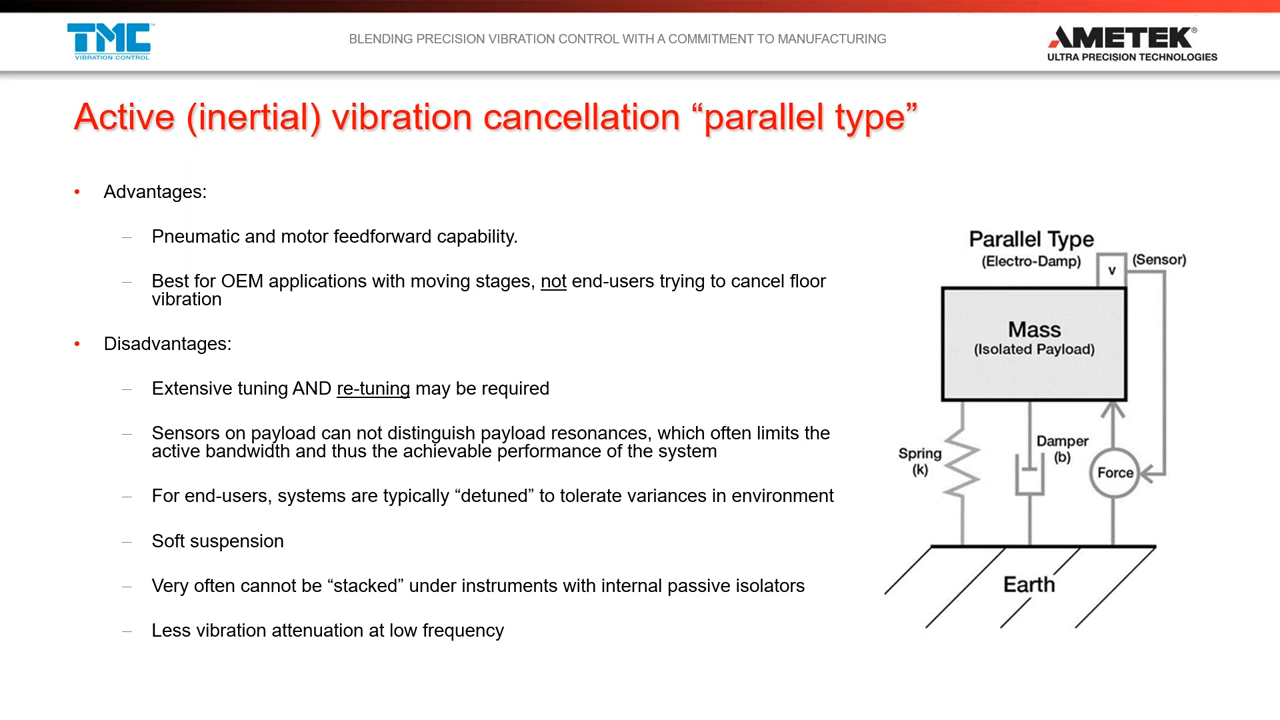 TMC
VIBRATION CONTROL
BLENDING PRECISION VIBRATION CONTROL WITH A COMMITMENT TO MANUFACTURING
AMETEK®
ULTRA PRECISION TECHNOLOGIES
Active (inertial) vibration cancellation “parallel type”
• Advantages:
– Pneumatic and motor feedforward capability.
– Best for OEM applications with moving stages, not end-users trying to cancel floor
vibration
• Disadvantages:
– Extensive tuning AND re-tuning may be required
– Sensors on payload can not distinguish payload resonances, which often limits the
active bandwidth and thus the achievable performance of the system
– For end-users, systems are typically “detuned” to tolerate variances in environment
– Soft suspension
– Very often cannot be “stacked” under instruments with internal passive isolators
– Less vibration attenuation at low frequency
Parallel Type
(Electro-Damp)
v
(Sensor)
Mass
(Isolated Payload)
Spring
(k)
Damper
(b)
Force
Earth